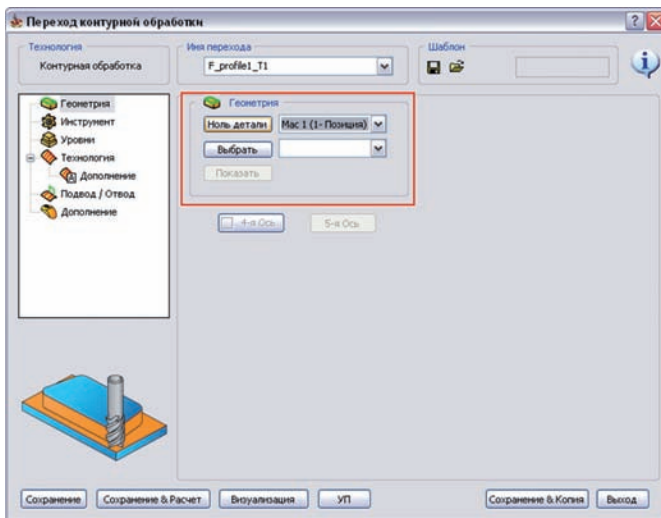 Переход контурной обработки
Технология
Контурная обработка
Имя перехода
F_profile1_T1
Шаблон
Геометрия
Инструмент
Уровни
Технология
Дополнение
Подвод / Отвод
Дополнение
Геометрия
Ноль детали
Mac 1 (1- Позиция)
Выбрать
Показать
4-я Ось
5-я Ось
Сохранение
Сохранение & Расчет
Визуализация
УП
Сохранение & Копия
Выход